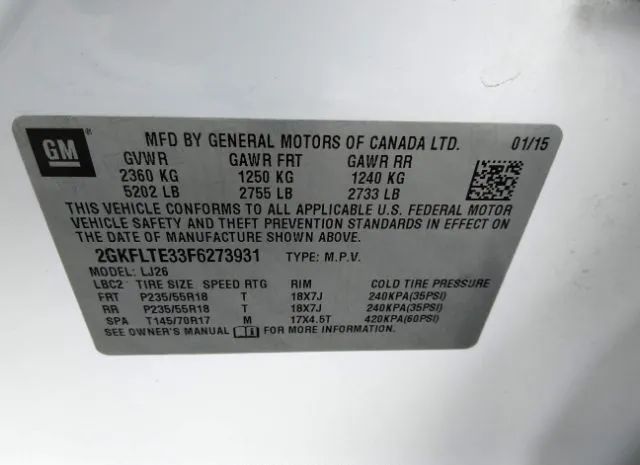 GM ®
MFD BY GENERAL MOTORS OF CANADA LTD. 01/15
GVWR GAWR FRT GAWR RR
2360 KG 1250 KG 1240 KG
5202 LB 2755 LB 2733 LB
THIS VEHICLE CONFORMS TO ALL APPLICABLE U.S. FEDERAL MOTOR
VEHICLE SAFETY AND THEFT PREVENTION STANDARDS IN EFFECT ON
THE DATE OF MANUFACTURE SHOWN ABOVE.
2GKFLTE33F6273931 TYPE: M.P.V.
MODEL: LJ26
LBC2 TIRE SIZE SPEED RTG RIM COLD TIRE PRESSURE
FRT P235/55R18 T 18X7J 240KPA(35PSI)
RR P235/55R18 T 18X7J 240KPA(35PSI)
SPA T145/70R17 M 17X4.5T 420KPA(60PSI)
SEE OWNER'S MANUAL FOR MORE INFORMATION.